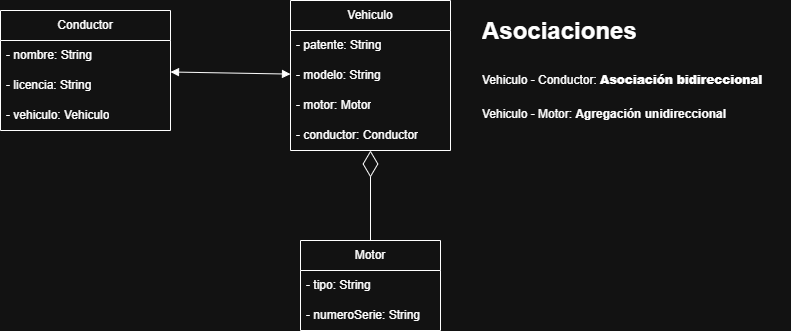 Conductor
- nombre: String
- licencia: String
- vehiculo: Vehiculo
Vehiculo
- patente: String
- modelo: String
- motor: Motor
- conductor: Conductor
Motor
- tipo: String
- numeroSerie: String
Asociaciones
Vehiculo - Conductor: Asociación bidireccional
Vehiculo - Motor: Agregación unidireccional